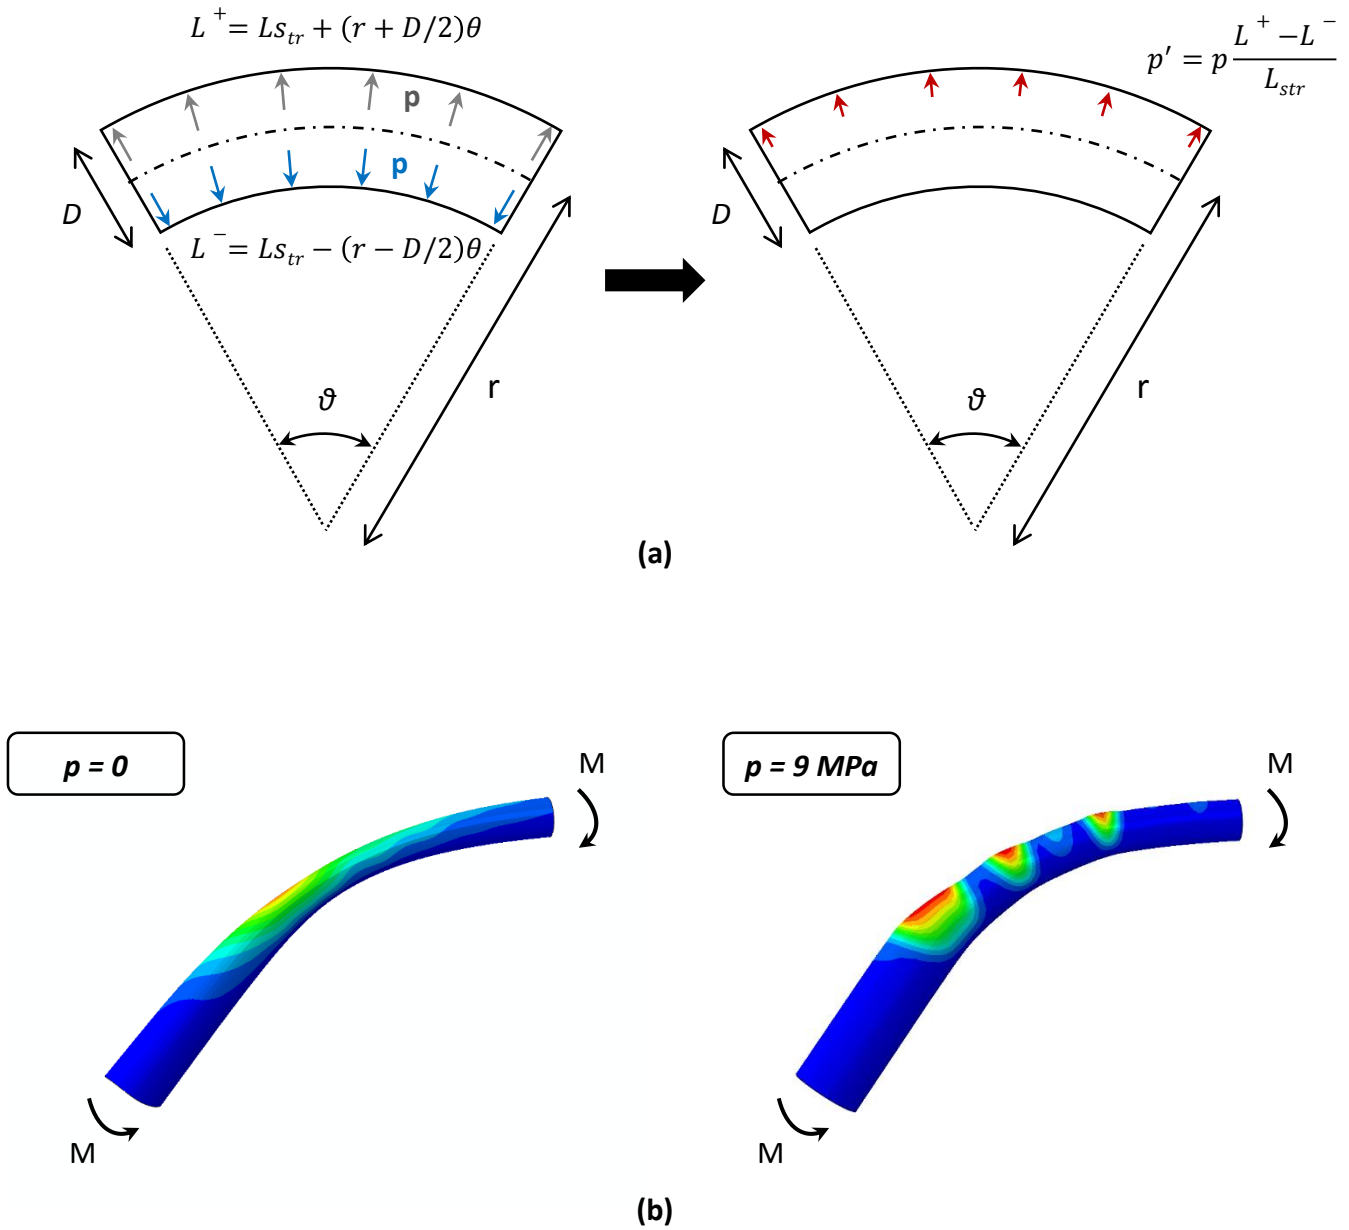 L⁺ = Ls_tr + (r + D/2)θ
p′ = p (L⁺ − L⁻) / L_str
p
p
D
D
L⁻ = Ls_tr − (r − D/2)θ
ϑ
r
ϑ
r
(a)
p = 0
M
p = 9 MPa
M
M
M
(b)